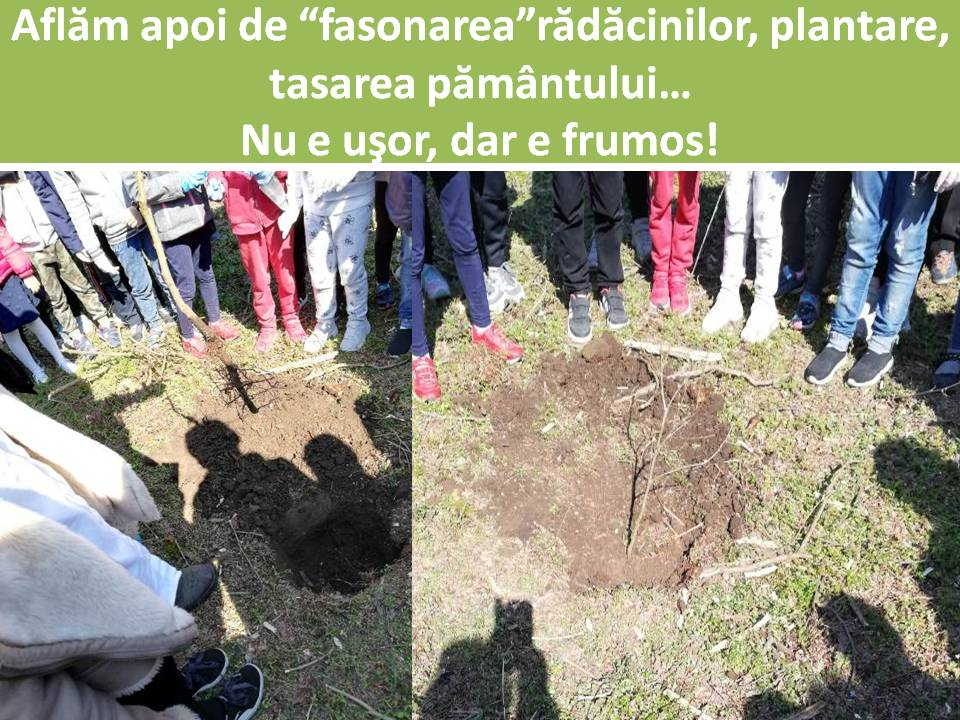 Aflăm apoi de “fasonarea”rădăcinilor, plantare,
tasarea pământului…
Nu e uşor, dar e frumos!